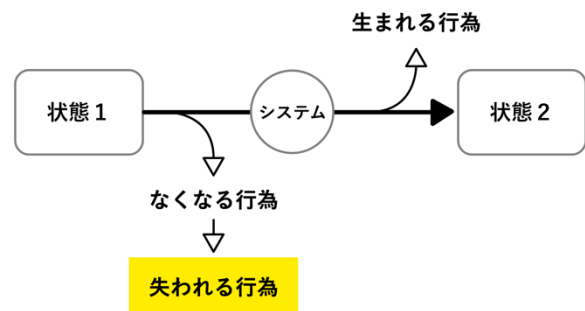 生まれる行為
状態1
システム
状態2
なくなる行為
失われる行為